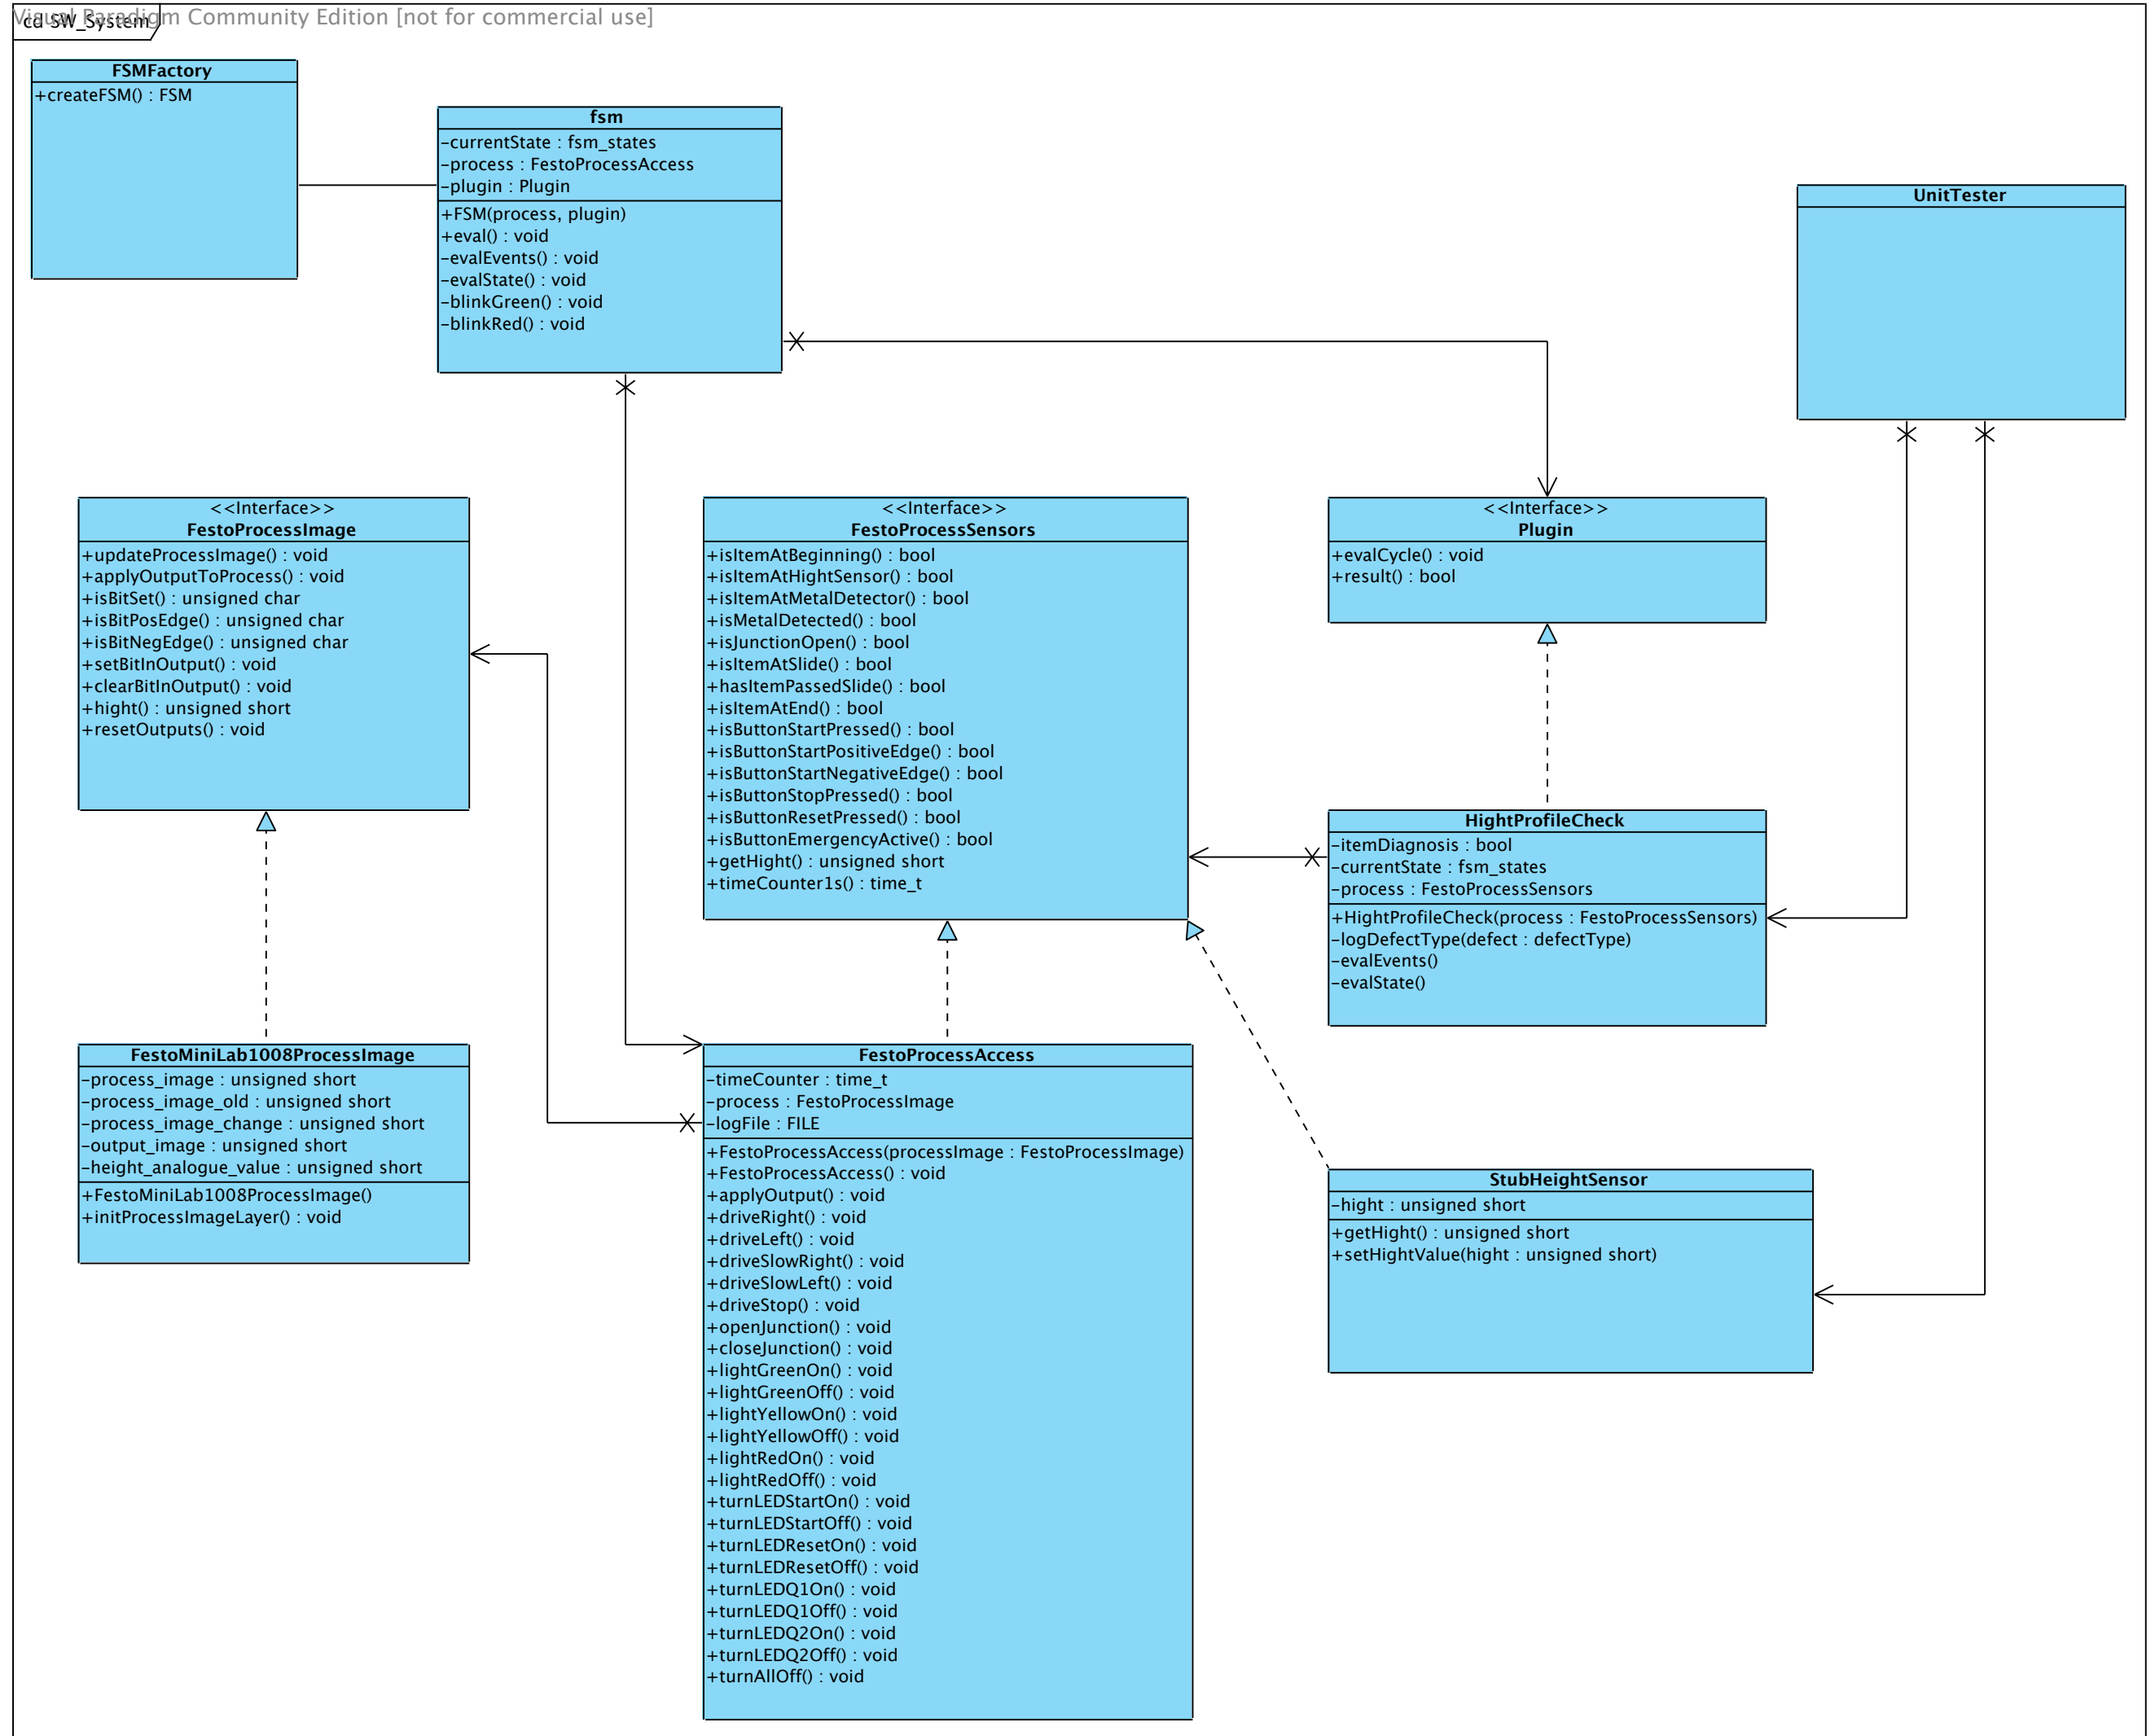 Visual Paradigm Community Edition [not for commercial use]
cd SW_System
FSMFactory
+createFSM() : FSM
fsm
-currentState : fsm_states
-process : FestoProcessAccess
-plugin : Plugin
+FSM(process, plugin)
+eval() : void
-evalEvents() : void
-evalState() : void
-blinkGreen() : void
-blinkRed() : void
UnitTester
<<Interface>>
FestoProcessImage
+updateProcessImage() : void
+applyOutputToProcess() : void
+isBitSet() : unsigned char
+isBitPosEdge() : unsigned char
+isBitNegEdge() : unsigned char
+setBitInOutput() : void
+clearBitInOutput() : void
+hight() : unsigned short
+resetOutputs() : void
<<Interface>>
FestoProcessSensors
+isItemAtBeginning() : bool
+isItemAtHightSensor() : bool
+isItemAtMetalDetector() : bool
+isMetalDetected() : bool
+isJunctionOpen() : bool
+isItemAtSlide() : bool
+hasItemPassedSlide() : bool
+isItemAtEnd() : bool
+isButtonStartPressed() : bool
+isButtonStartPositiveEdge() : bool
+isButtonStartNegativeEdge() : bool
+isButtonStopPressed() : bool
+isButtonResetPressed() : bool
+isButtonEmergencyActive() : bool
+getHight() : unsigned short
+timeCounter1s() : time_t
<<Interface>>
Plugin
+evalCycle() : void
+result() : bool
HightProfileCheck
-itemDiagnosis : bool
-currentState : fsm_states
-process : FestoProcessSensors
+HightProfileCheck(process : FestoProcessSensors)
-logDefectType(defect : defectType)
-evalEvents()
-evalState()
FestoMiniLab1008ProcessImage
-process_image : unsigned short
-process_image_old : unsigned short
-process_image_change : unsigned short
-output_image : unsigned short
-height_analogue_value : unsigned short
+FestoMiniLab1008ProcessImage()
+initProcessImageLayer() : void
FestoProcessAccess
-timeCounter : time_t
-process : FestoProcessImage
-logFile : FILE
+FestoProcessAccess(processImage : FestoProcessImage)
+FestoProcessAccess() : void
+applyOutput() : void
+driveRight() : void
+driveLeft() : void
+driveSlowRight() : void
+driveSlowLeft() : void
+driveStop() : void
+openJunction() : void
+closeJunction() : void
+lightGreenOn() : void
+lightGreenOff() : void
+lightYellowOn() : void
+lightYellowOff() : void
+lightRedOn() : void
+lightRedOff() : void
+turnLEDStartOn() : void
+turnLEDStartOff() : void
+turnLEDResetOn() : void
+turnLEDResetOff() : void
+turnLEDQ1On() : void
+turnLEDQ1Off() : void
+turnLEDQ2On() : void
+turnLEDQ2Off() : void
+turnAllOff() : void
StubHeightSensor
-hight : unsigned short
+getHight() : unsigned short
+setHightValue(hight : unsigned short)